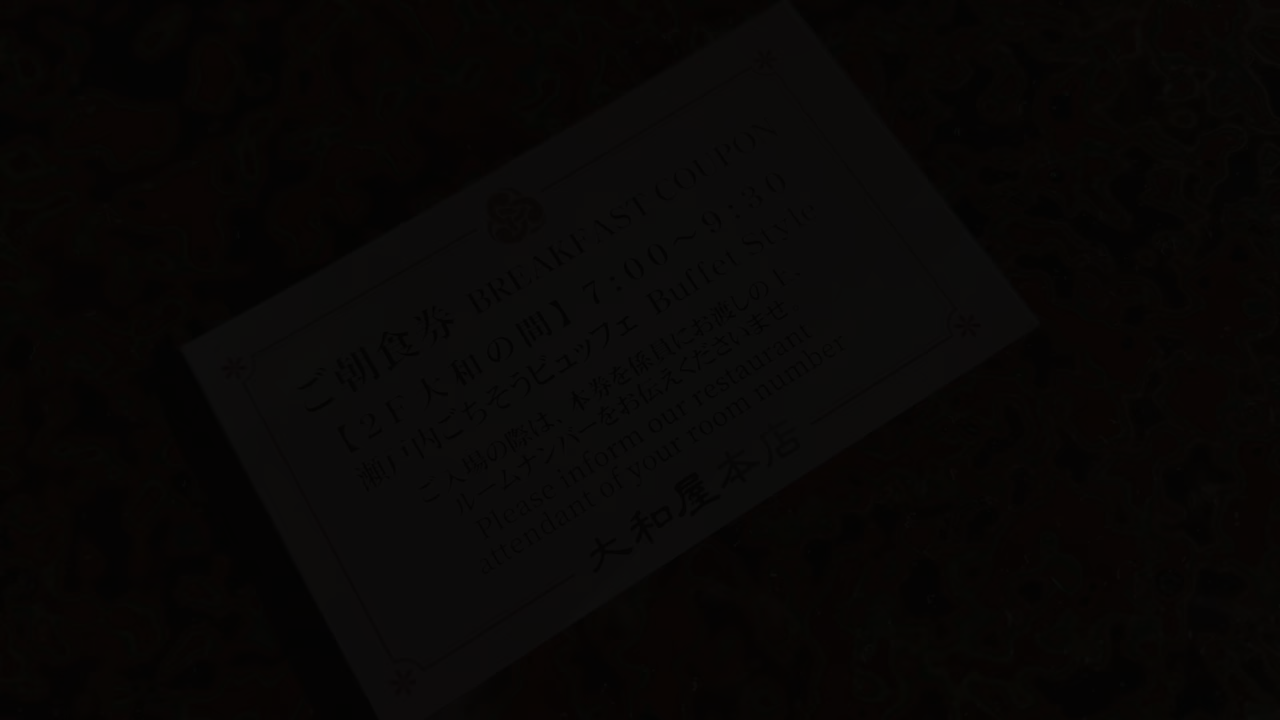 ご朝食券 BREAKFAST COUPON
【2F 大和の間】7:00～9:30
瀬戸内ごちそうビュッフェ Buffet Style
ご入場の際は、本券を係員にお渡しの上、
ルームナンバーをお伝えくださいませ。
Please inform our restaurant
attendant of your room number
大和屋本店